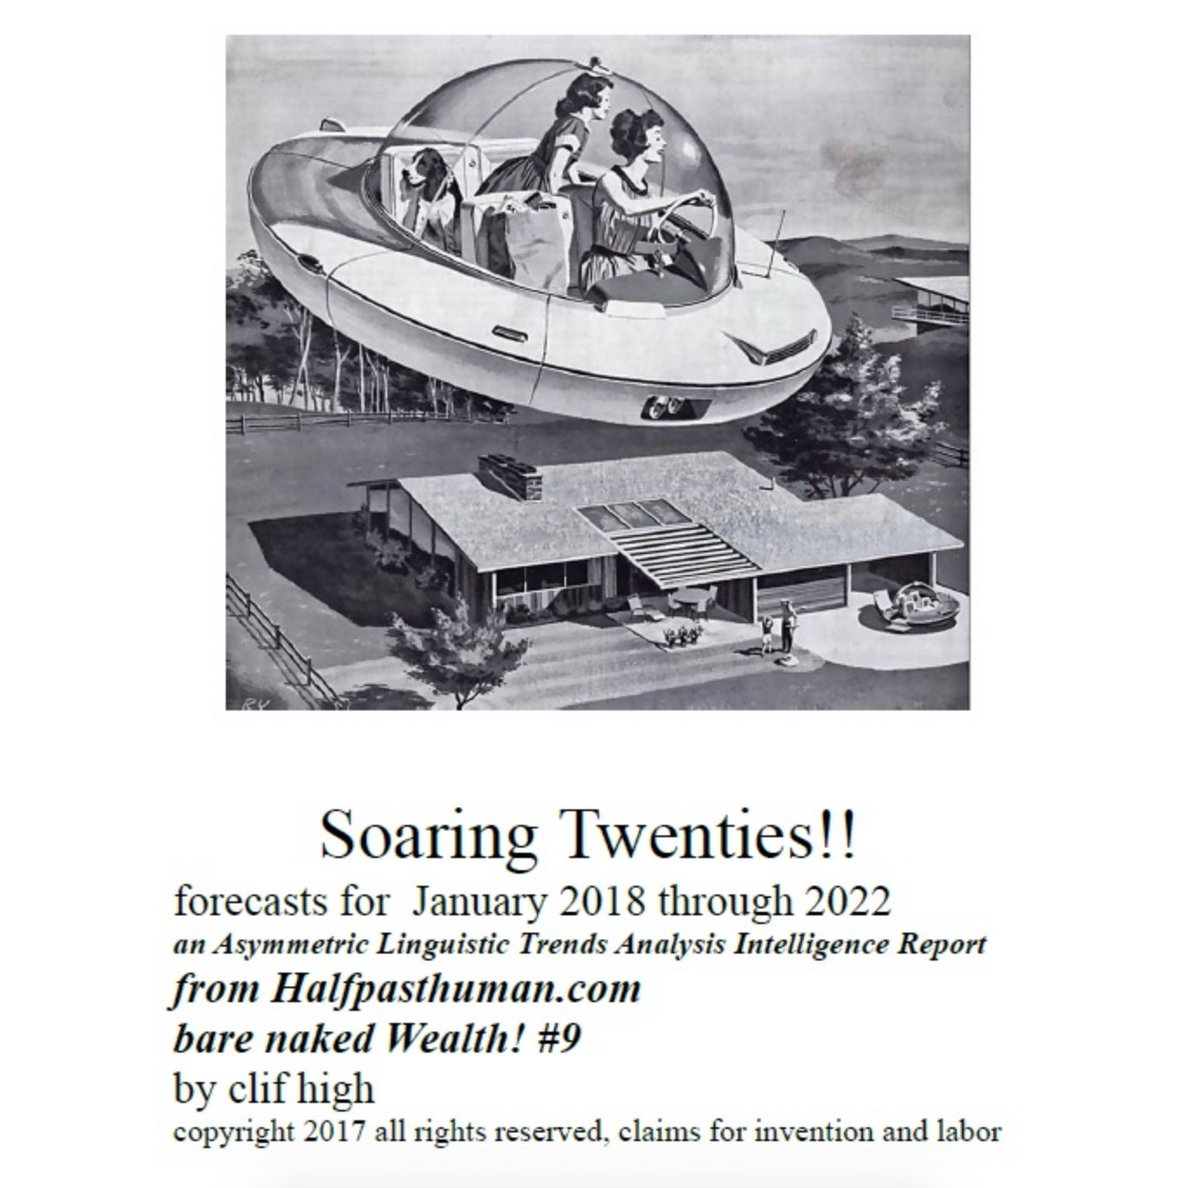 Soaring Twenties!!
forecasts for January 2018 through 2022
an Asymmetric Linguistic Trends Analysis Intelligence Report
from Halfpasthuman.com
bare naked Wealth! #9
by clif high
copyright 2017 all rights reserved, claims for invention and labor